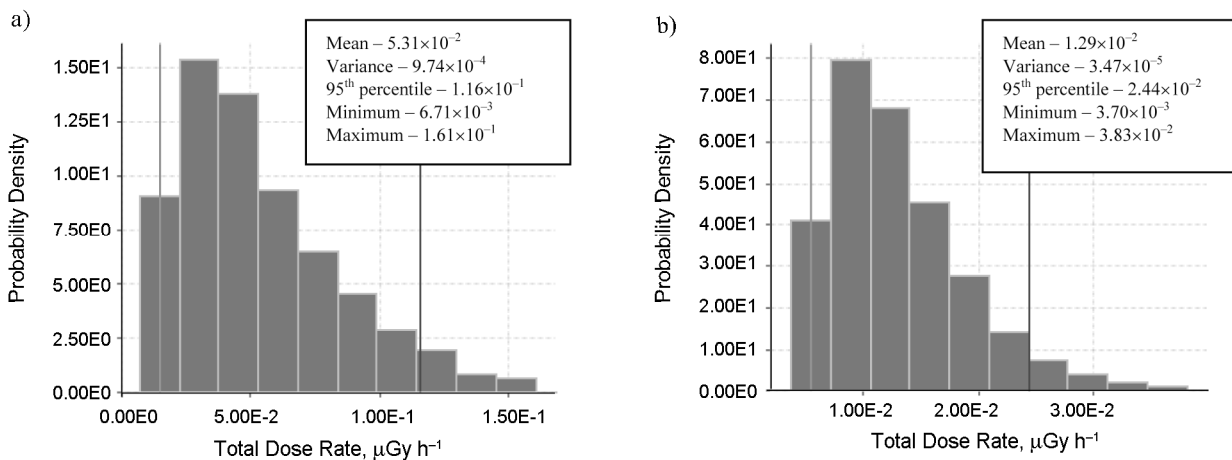 a)
Mean – 5.31×10⁻²
Variance – 9.74×10⁻⁴
95ᵗʰ percentile – 1.16×10⁻¹
Minimum – 6.71×10⁻³
Maximum – 1.61×10⁻¹
Probability Density
1.50E1
1.25E1
1.00E1
7.50E0
5.00E0
2.50E0
0.00E0
0.00E0 5.00E-2 1.00E-1 1.50E-1
Total Dose Rate, μGy h⁻¹
b)
Mean – 1.29×10⁻²
Variance – 3.47×10⁻⁵
95ᵗʰ percentile – 2.44×10⁻²
Minimum – 3.70×10⁻³
Maximum – 3.83×10⁻²
Probability Density
8.00E1
7.00E1
6.00E1
5.00E1
4.00E1
3.00E1
2.00E1
1.00E1
0.00E0
1.00E-2 2.00E-2 3.00E-2
Total Dose Rate, μGy h⁻¹